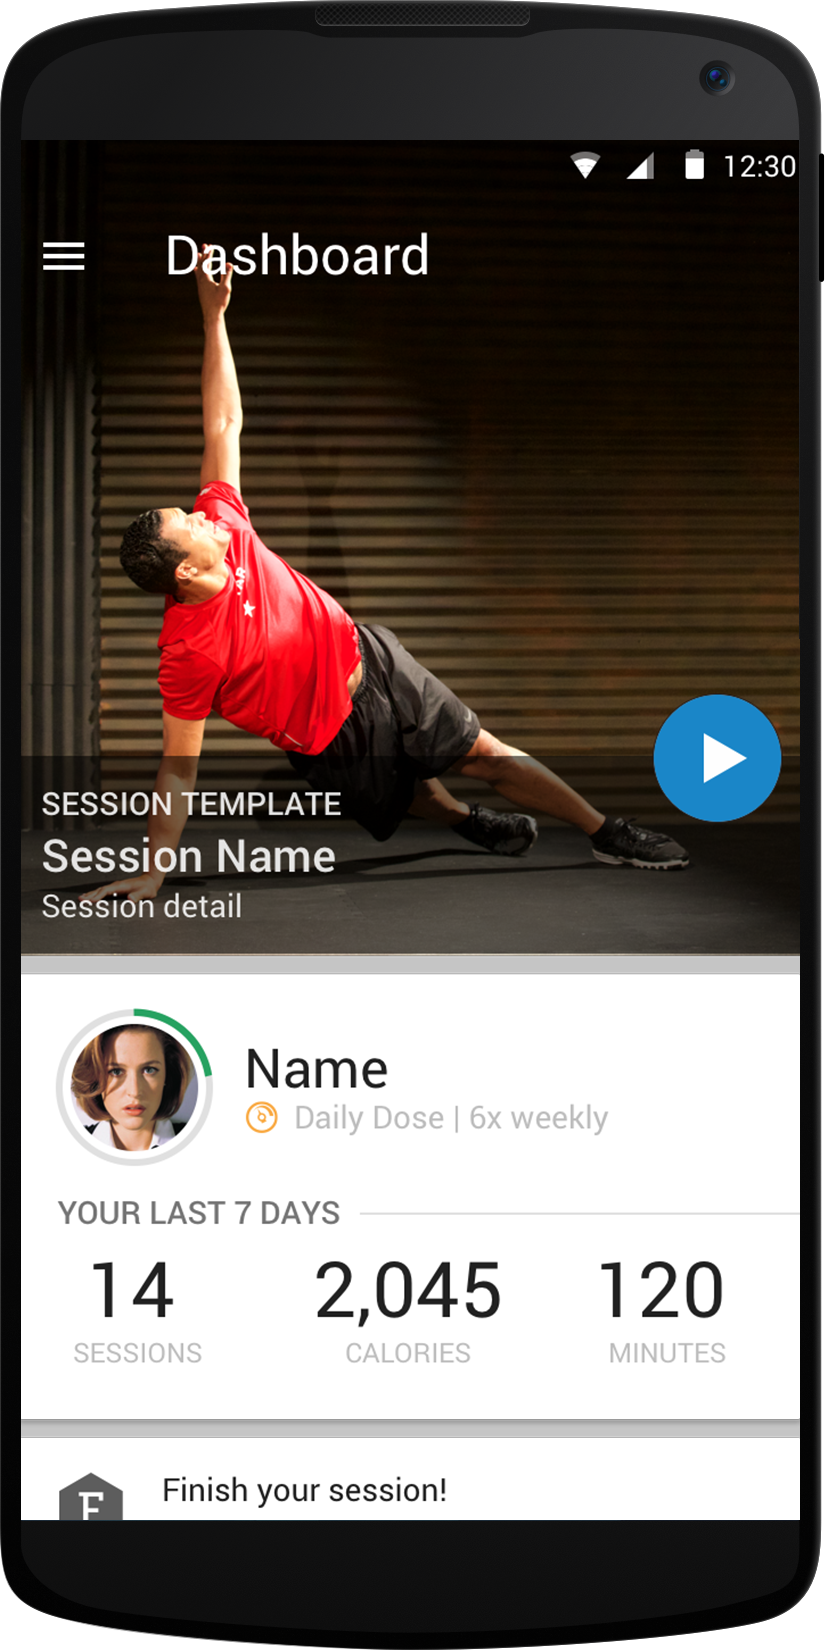 12:30
Dashboard
SESSION TEMPLATE
Session Name
Session detail
Name
Daily Dose | 6x weekly
YOUR LAST 7 DAYS
14 2,045 120
SESSIONS CALORIES MINUTES
Finish your session!
F